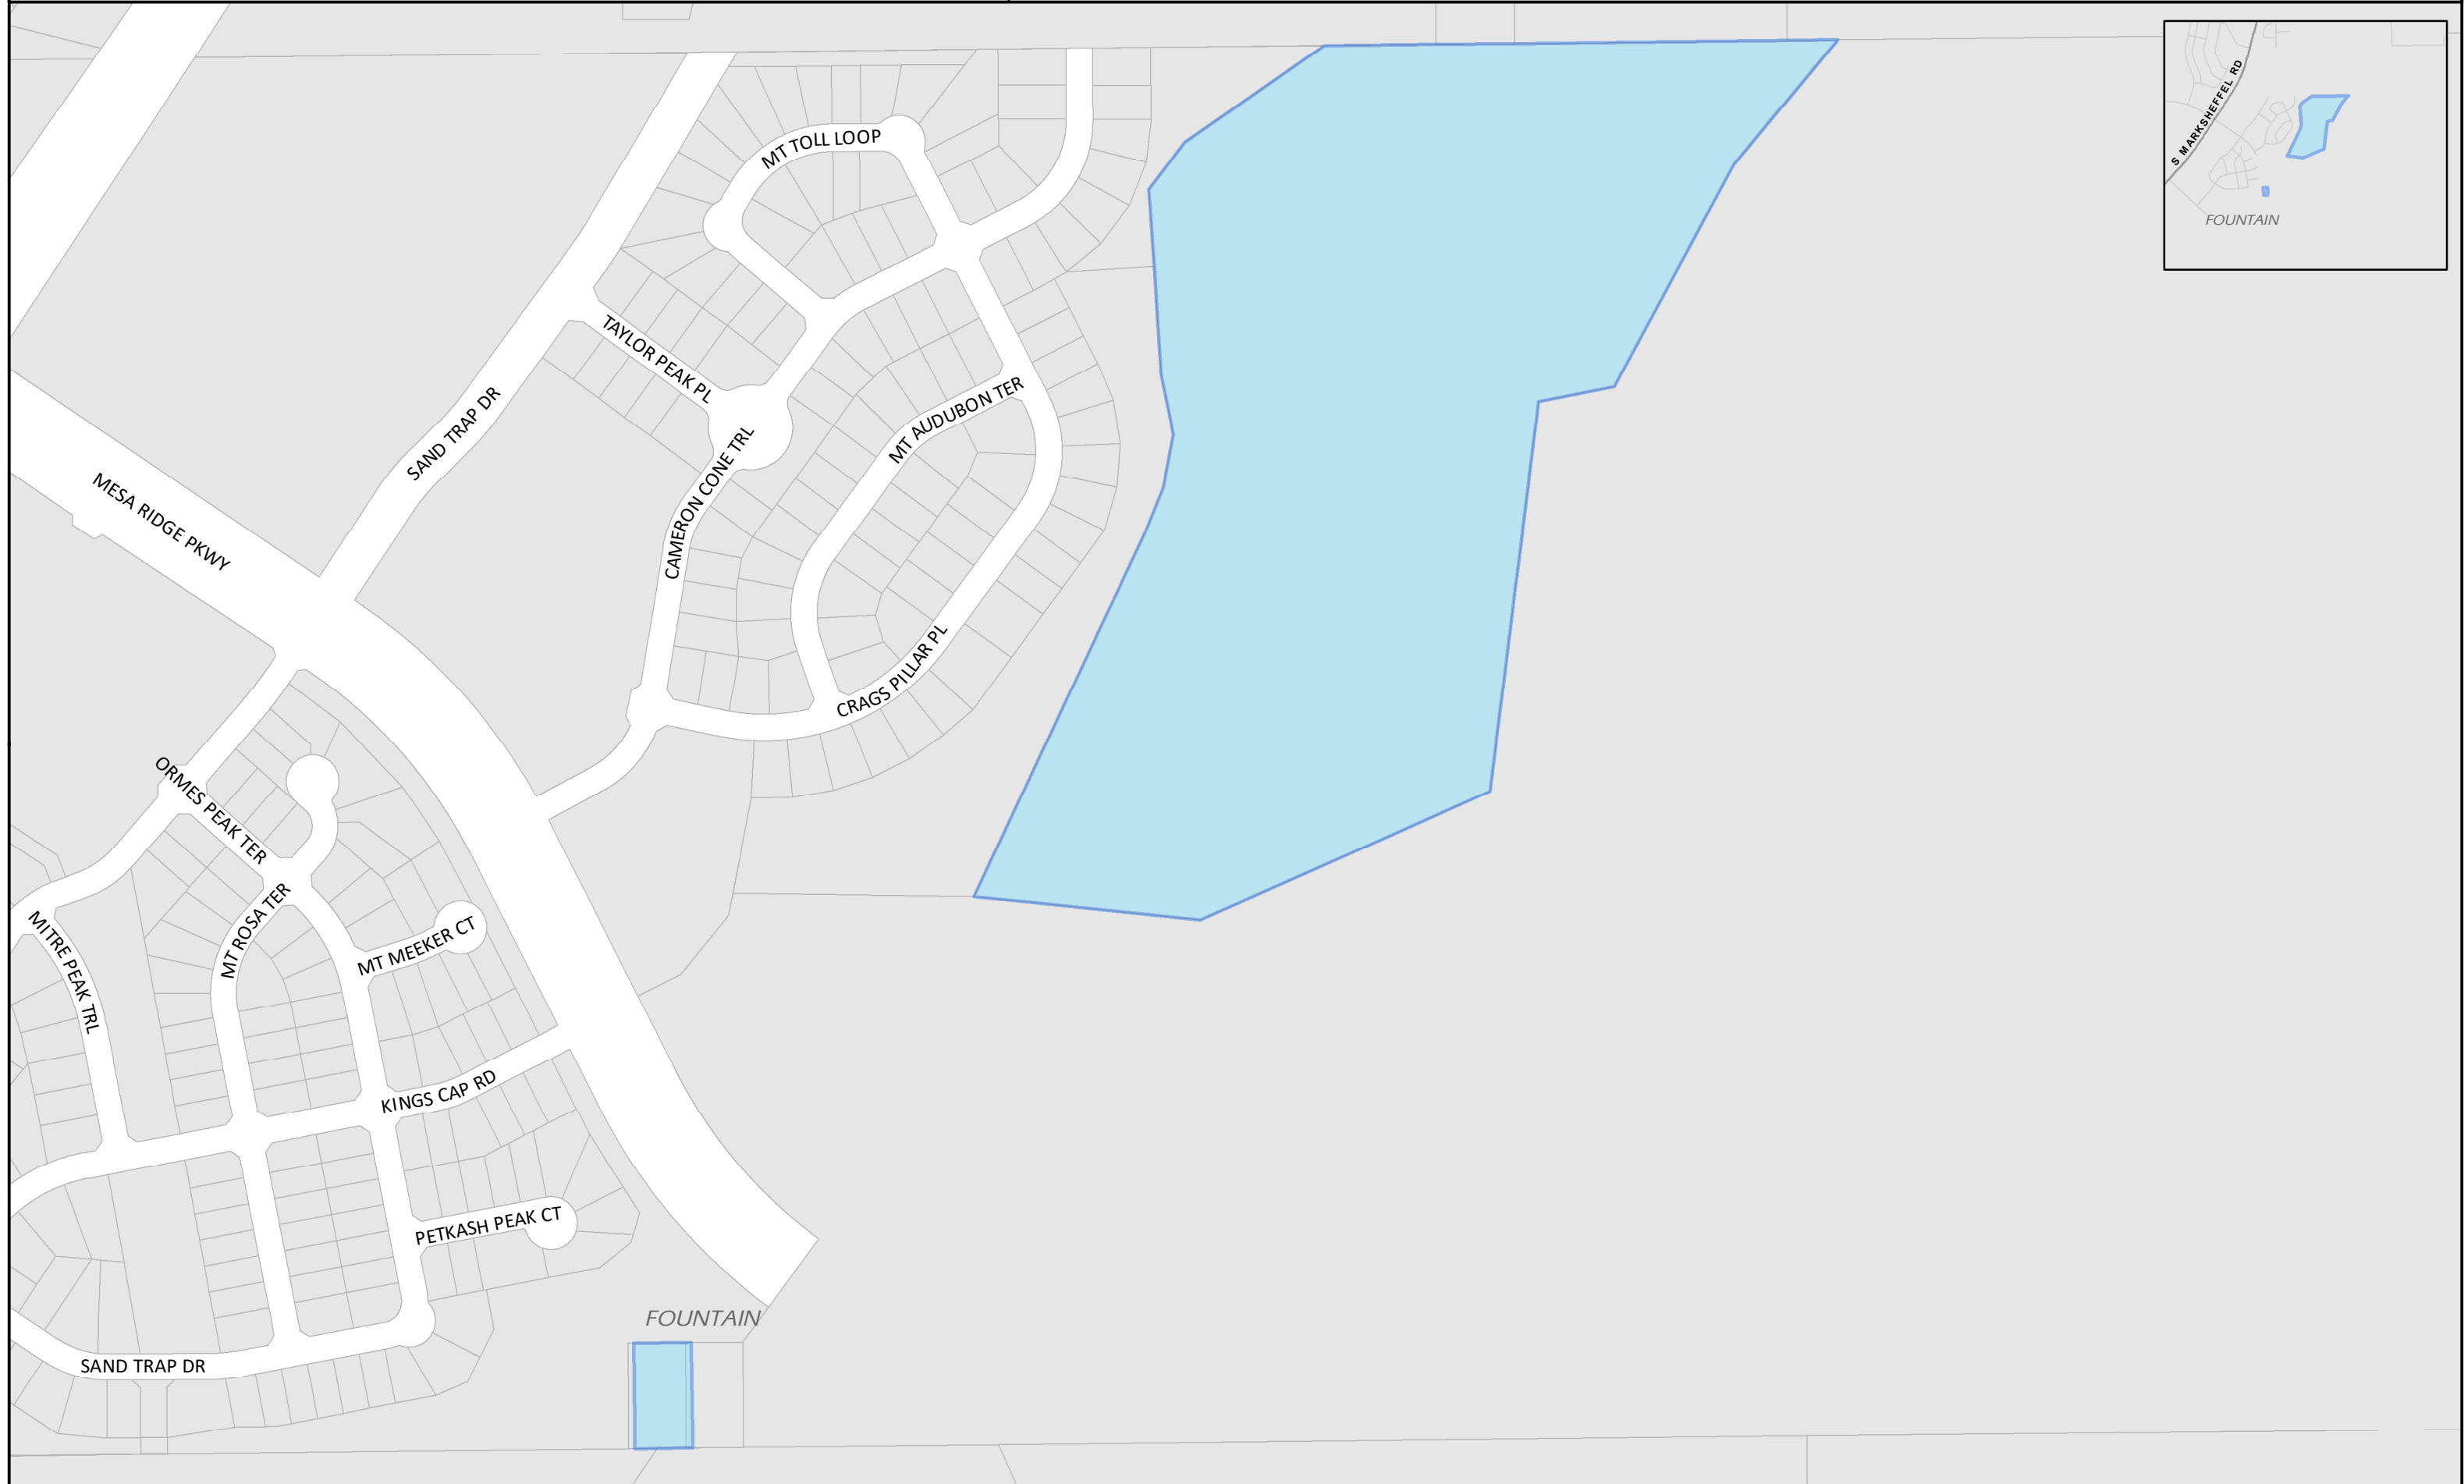 S MARKSHEFFEL RD
FOUNTAIN
MT TOLL LOOP
TAYLOR PEAK PL
SAND TRAP DR
MT AUDUBON TER
CAMERON CONE TRL
MESA RIDGE PKWY
CRAGS PILLAR PL
ORMES PEAK TER
MT ROSA TER
MITRE PEAK TRL
MT MEEKER CT
KINGS CAP RD
PETKASH PEAK CT
FOUNTAIN
SAND TRAP DR